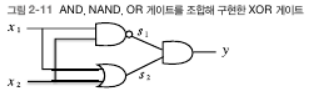 그림 2-11 AND, NAND, OR 게이트를 조합해 구현한 XOR 게이트
x₁
s₁
y
s₂
x₂